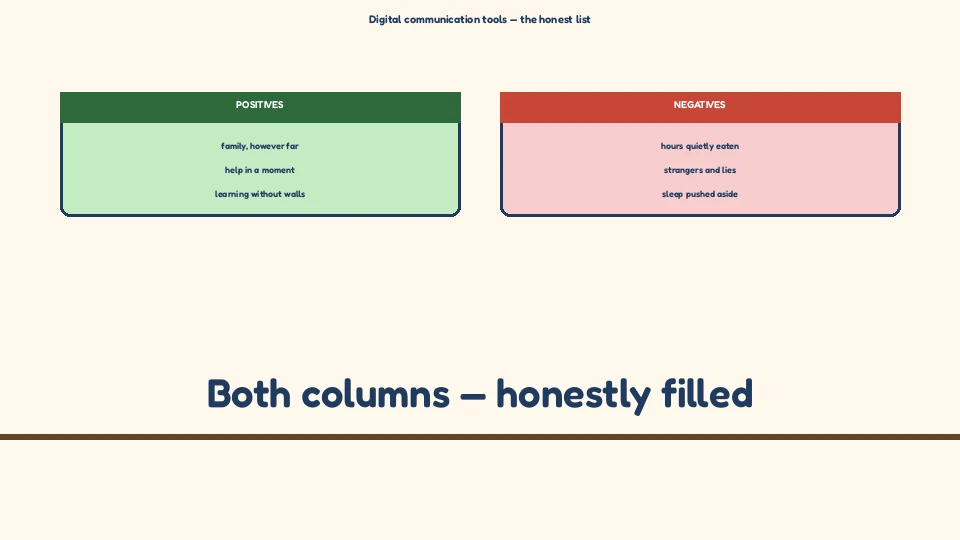 Digital communication tools — the honest list
POSITIVES
family, however far
help in a moment
learning without walls
NEGATIVES
hours quietly eaten
strangers and lies
sleep pushed aside
Both columns — honestly filled